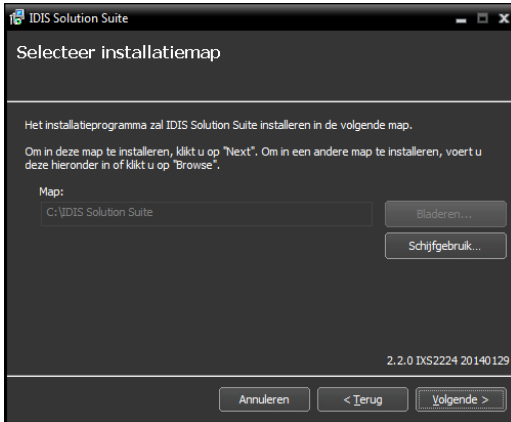 IDIS Solution Suite
Selecteer installatiemap
Het installatieprogramma zal IDIS Solution Suite installeren in de volgende map.
Om in deze map te installeren, klikt u op "Next". Om in een andere map te installeren, voert u
deze hieronder in of klikt u op "Browse".
Map:
C:\IDIS Solution Suite
Bladeren...
Schijfgebruik...
2.2.0 IXS2224 20140129
Annuleren
< Terug
Volgende >